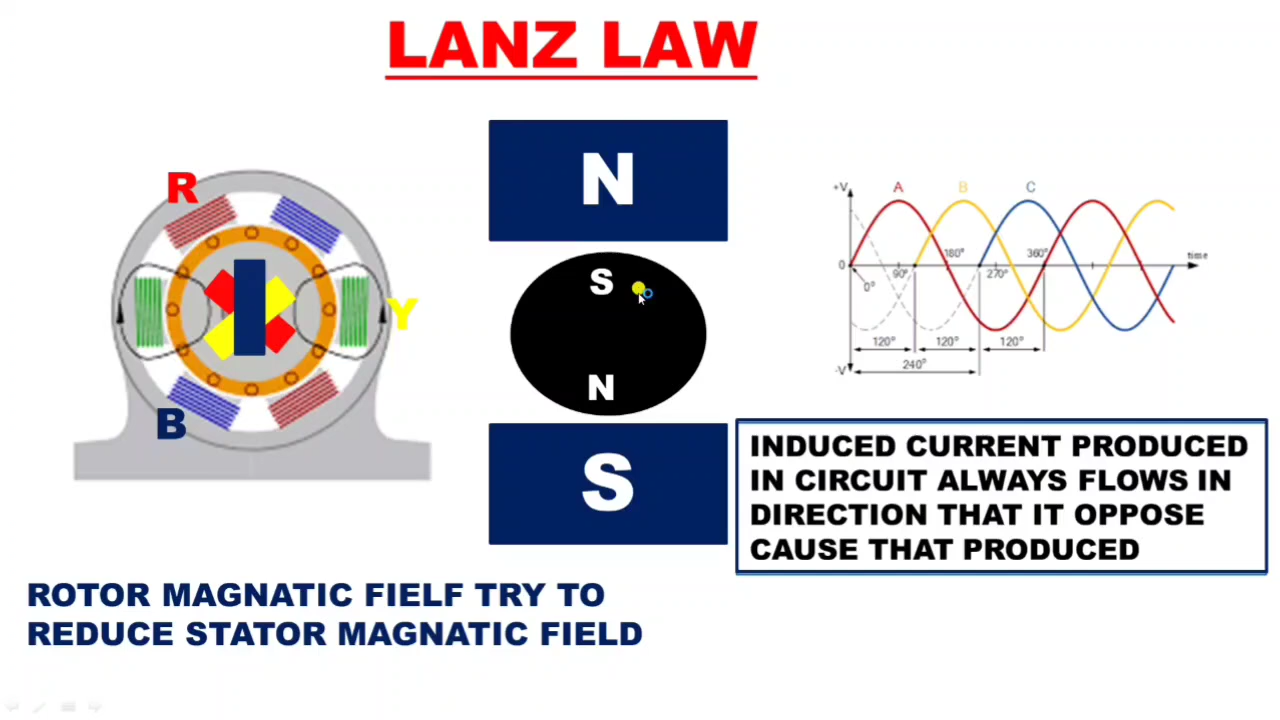 LANZ LAW
R
Y
B
N
S
N
S
+V
A
B
C
0
0°
90°
180°
270°
360°
time
120°
120°
120°
240°
-V
INDUCED CURRENT PRODUCED
IN CIRCUIT ALWAYS FLOWS IN
DIRECTION THAT IT OPPOSE
CAUSE THAT PRODUCED
ROTOR MAGNATIC FIELF TRY TO
REDUCE STATOR MAGNATIC FIELD